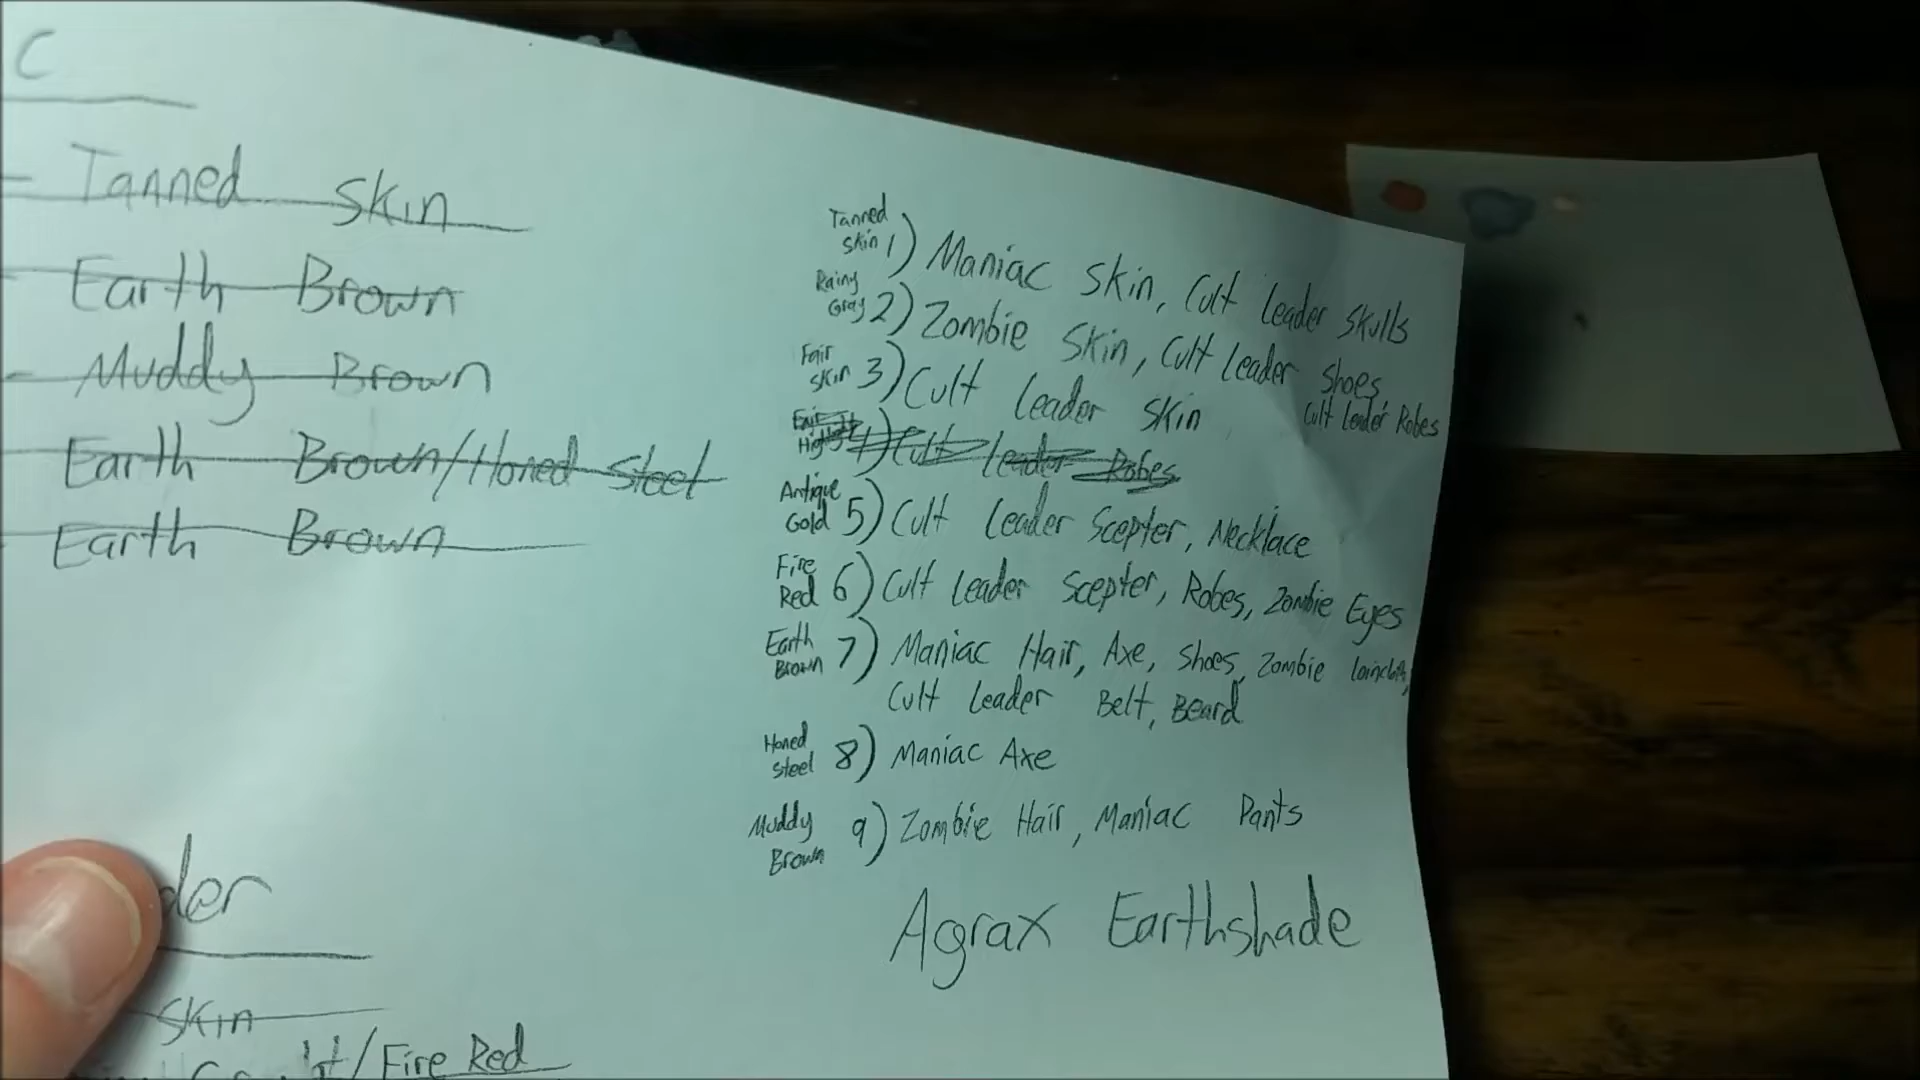 C
Tanned Skin
Earth Brown
Muddy Brown
Earth Brown/Honed Steel
Earth Brown
der
Skin
/Fire Red
Tanned
Skin 1) Maniac Skin, Cult Leader Skulls
Rainy
Gray 2) Zombie Skin, Cult Leader Shoes
Fair
Skin 3) Cult Leader Skin Cult Leader Robes
Fair
Highlight 4) Cult Leader Robes
Antique
Gold 5) Cult Leader Scepter, Necklace
Fire
Red 6) Cult Leader Scepter, Robes, Zombie Eyes
Earth
Brown 7) Maniac Hair, Axe, Shoes, Zombie Loincloth,
Cult Leader Belt, Beard
Honed
Steel 8) Maniac Axe
Muddy
Brown 9) Zombie Hair, Maniac Pants
Agrax Earthshade